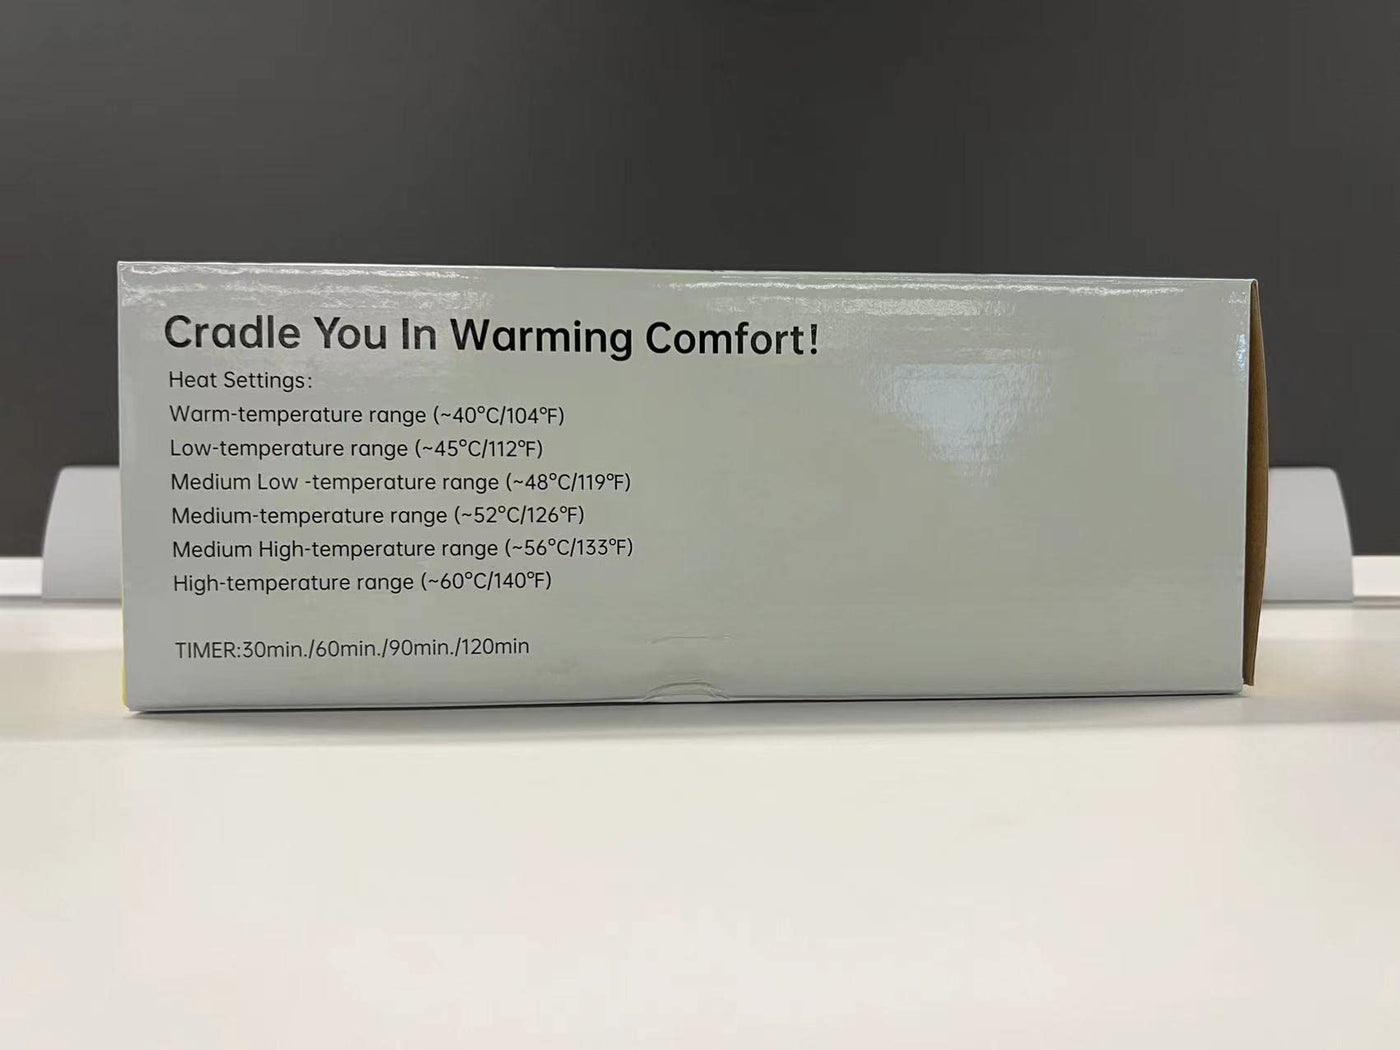 Cradle You In Warming Comfort!
Heat Settings:
Warm-temperature range (~40°C/104°F)
Low-temperature range (~45°C/112°F)
Medium Low -temperature range (~48°C/119°F)
Medium-temperature range (~52°C/126°F)
Medium High-temperature range (~56°C/133°F)
High-temperature range (~60°C/140°F)
TIMER:30min./60min./90min./120min